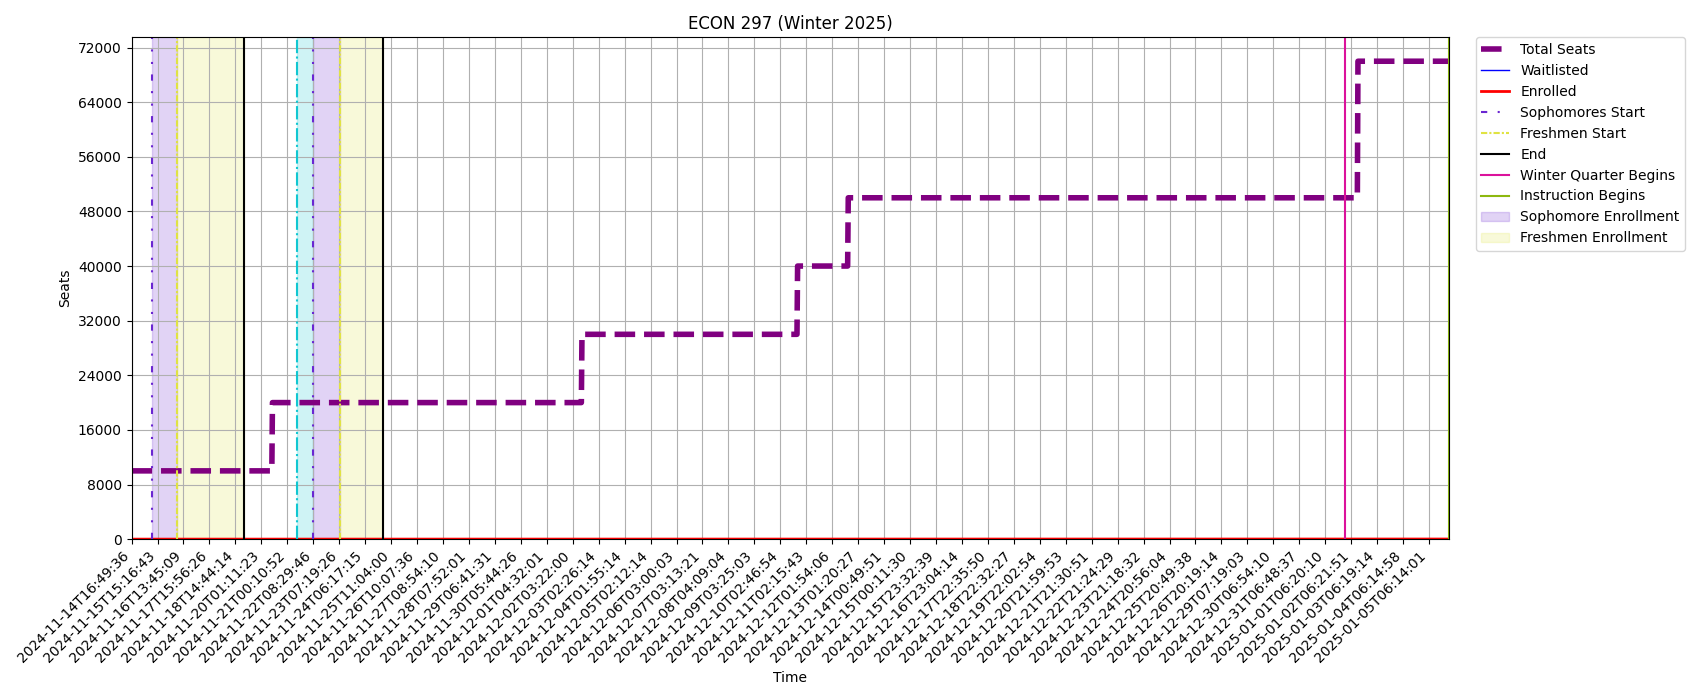 ECON 297 (Winter 2025)
72000
64000
56000
48000
40000
32000
24000
16000
8000
0
Seats
2024-11-14T16:49:36
2024-11-15T15:16:43
2024-11-16T13:45:09
2024-11-17T15:56:26
2024-11-18T14:44:14
2024-11-20T01:11:23
2024-11-21T00:10:52
2024-11-22T08:29:46
2024-11-23T07:19:26
2024-11-24T06:17:15
2024-11-25T11:04:00
2024-11-26T10:07:36
2024-11-27T08:54:10
2024-11-28T07:52:01
2024-11-29T06:41:31
2024-11-30T05:44:26
2024-12-01T04:32:01
2024-12-02T03:22:00
2024-12-03T02:26:14
2024-12-04T01:55:14
2024-12-05T02:12:14
2024-12-06T03:00:03
2024-12-07T03:13:21
2024-12-08T04:09:04
2024-12-09T03:25:03
2024-12-10T02:46:54
2024-12-11T02:15:43
2024-12-12T01:54:06
2024-12-13T01:20:27
2024-12-14T00:49:51
2024-12-15T00:11:30
2024-12-15T23:32:39
2024-12-16T23:04:14
2024-12-17T22:35:50
2024-12-18T22:32:27
2024-12-19T22:02:54
2024-12-20T21:59:53
2024-12-21T21:30:51
2024-12-22T21:24:29
2024-12-23T21:18:32
2024-12-24T20:56:04
2024-12-25T20:49:38
2024-12-26T20:19:14
2024-12-29T07:19:03
2024-12-30T06:54:10
2024-12-31T06:48:37
2025-01-01T06:20:10
2025-01-02T06:21:51
2025-01-03T06:19:14
2025-01-04T06:14:58
2025-01-05T06:14:01
Time
Total Seats
Waitlisted
Enrolled
Sophomores Start
Freshmen Start
End
Winter Quarter Begins
Instruction Begins
Sophomore Enrollment
Freshmen Enrollment